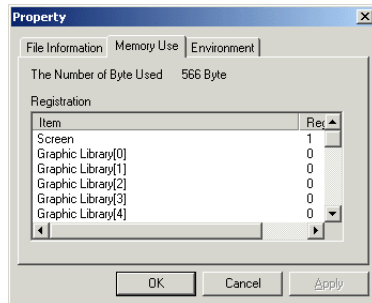 Property
File Information Memory Use Environment
The Number of Byte Used 566 Byte
Registration
Item Reg
Screen 1
Graphic Library[0] 0
Graphic Library[1] 0
Graphic Library[2] 0
Graphic Library[3] 0
Graphic Library[4] 0
OK Cancel Apply